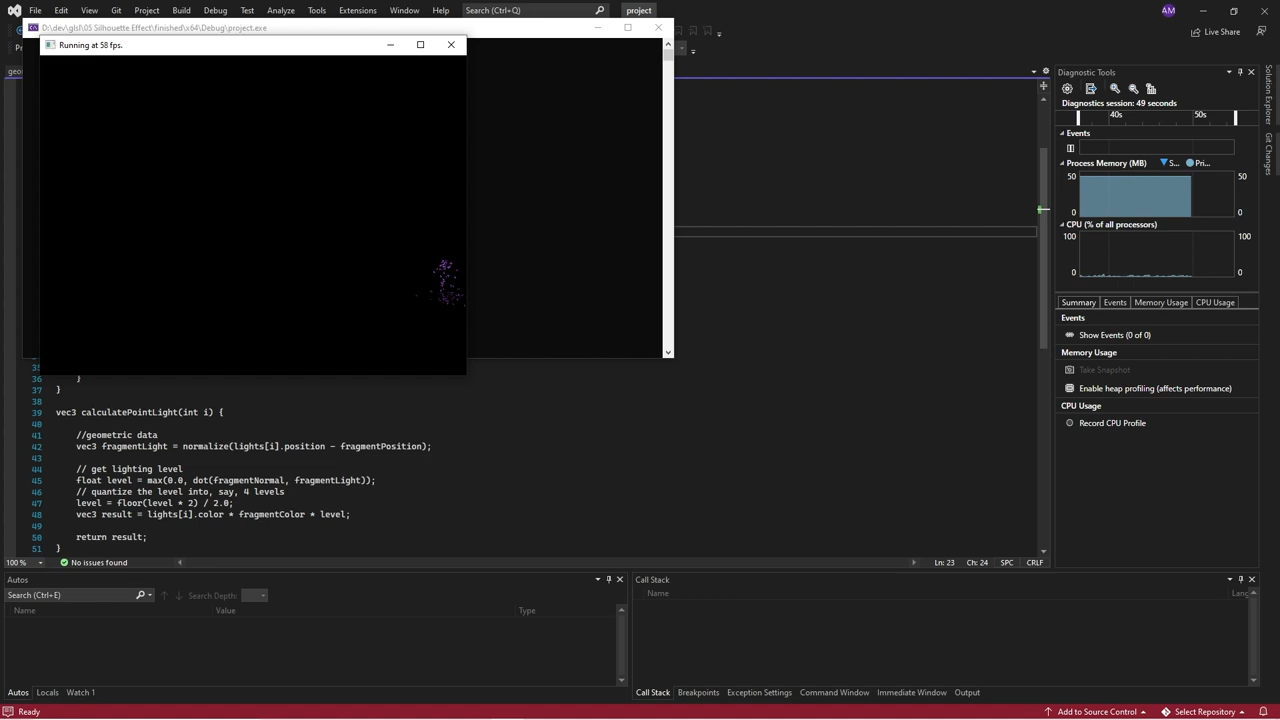 File Edit View Git Project Build Debug Test Analyze Tools Extensions Window Help Search (Ctrl+Q) project AM
D:\dev\glsl\05 Silhouette Effect\finished\x64\Debug\project.exe
Live Share
Running at 58 fps.
Diagnostic Tools
Diagnostics session: 49 seconds
40s 50s
Events
Process Memory (MB) S... Pri...
50 50
0 0
CPU (% of all processors)
100 100
0 0
Summary Events Memory Usage CPU Usage
Events
Show Events (0 of 0)
Memory Usage
Take Snapshot
Enable heap profiling (affects performance)
CPU Usage
Record CPU Profile
Solution Explorer
Git Changes
36 }
37 }
38
39 vec3 calculatePointLight(int i) {
40
41 //geometric data
42 vec3 fragmentLight = normalize(lights[i].position - fragmentPosition);
43
44 // get lighting level
45 float level = max(0.0, dot(fragmentNormal, fragmentLight));
46 // quantize the level into, say, 4 levels
47 level = floor(level * 2) / 2.0;
48 vec3 result = lights[i].color * fragmentColor * level;
49
50 return result;
51 }
100 % No issues found Ln: 23 Ch: 24 SPC CRLF
Autos
Search (Ctrl+E) Search Depth:
Name Value Type
Call Stack
Name Lang
Autos Locals Watch 1
Call Stack Breakpoints Exception Settings Command Window Immediate Window Output
Ready Add to Source Control Select Repository